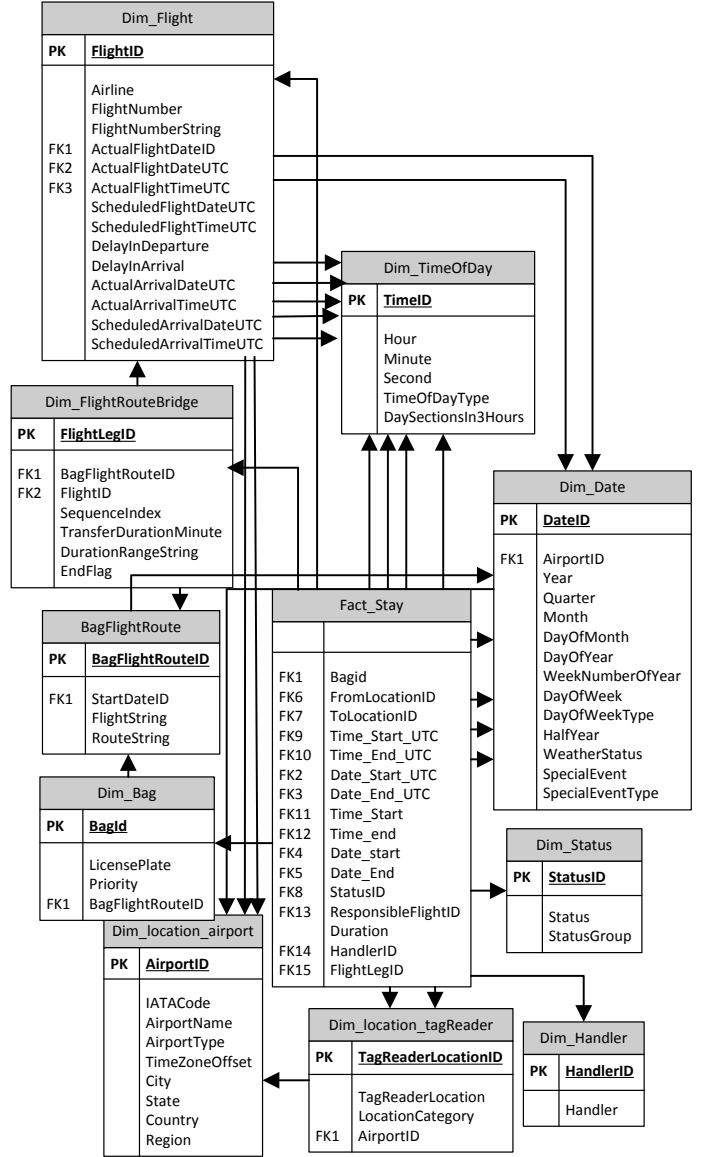 Dim_Flight
PK FlightID
Airline
FlightNumber
FlightNumberString
FK1 ActualFlightDateID
FK2 ActualFlightDateUTC
FK3 ActualFlightTimeUTC
ScheduledFlightDateUTC
ScheduledFlightTimeUTC
DelayInDeparture
DelayInArrival
ActualArrivalDateUTC
ActualArrivalTimeUTC
ScheduledArrivalDateUTC
ScheduledArrivalTimeUTC
Dim_TimeOfDay
PK TimeID
Hour
Minute
Second
TimeOfDayType
DaySectionsIn3Hours
Dim_FlightRouteBridge
PK FlightLegID
FK1 BagFlightRouteID
FK2 FlightID
SequenceIndex
TransferDurationMinute
DurationRangeString
EndFlag
Dim_Date
PK DateID
FK1 AirportID
Year
Quarter
Month
DayOfMonth
DayOfYear
WeekNumberOfYear
DayOfWeek
DayOfWeekType
HalfYear
WeatherStatus
SpecialEvent
SpecialEventType
BagFlightRoute
PK BagFlightRouteID
FK1 StartDateID
FlightString
RouteString
Fact_Stay
FK1 Bagid
FK6 FromLocationID
FK7 ToLocationID
FK9 Time_Start_UTC
FK10 Time_End_UTC
FK2 Date_Start_UTC
FK3 Date_End_UTC
FK11 Time_Start
FK12 Time_end
FK4 Date_start
FK5 Date_End
FK8 StatusID
FK13 ResponsibleFlightID
Duration
FK14 HandlerID
FK15 FlightLegID
Dim_Bag
PK BagId
LicensePlate
Priority
FK1 BagFlightRouteID
Dim_Status
PK StatusID
Status
StatusGroup
Dim_location_airport
PK AirportID
IATACode
AirportName
AirportType
TimeZoneOffset
City
State
Country
Region
Dim_location_tagReader
PK TagReaderLocationID
TagReaderLocation
LocationCategory
FK1 AirportID
Dim_Handler
PK HandlerID
Handler